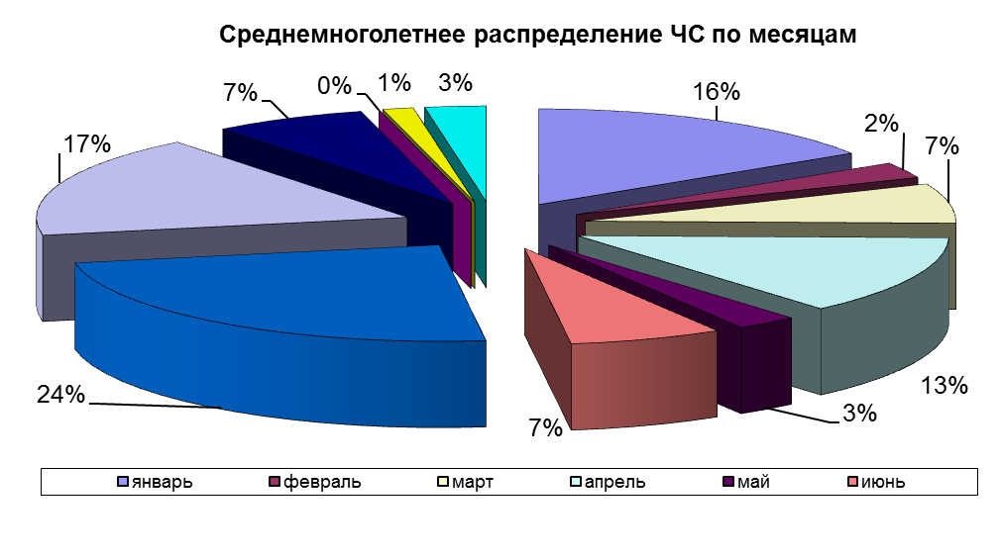 Среднемноголетнее распределение ЧС по месяцам
7% 0% 1% 3% 16%
17% 2% 7%
24% 7% 3% 13%
январь февраль март апрель май июнь